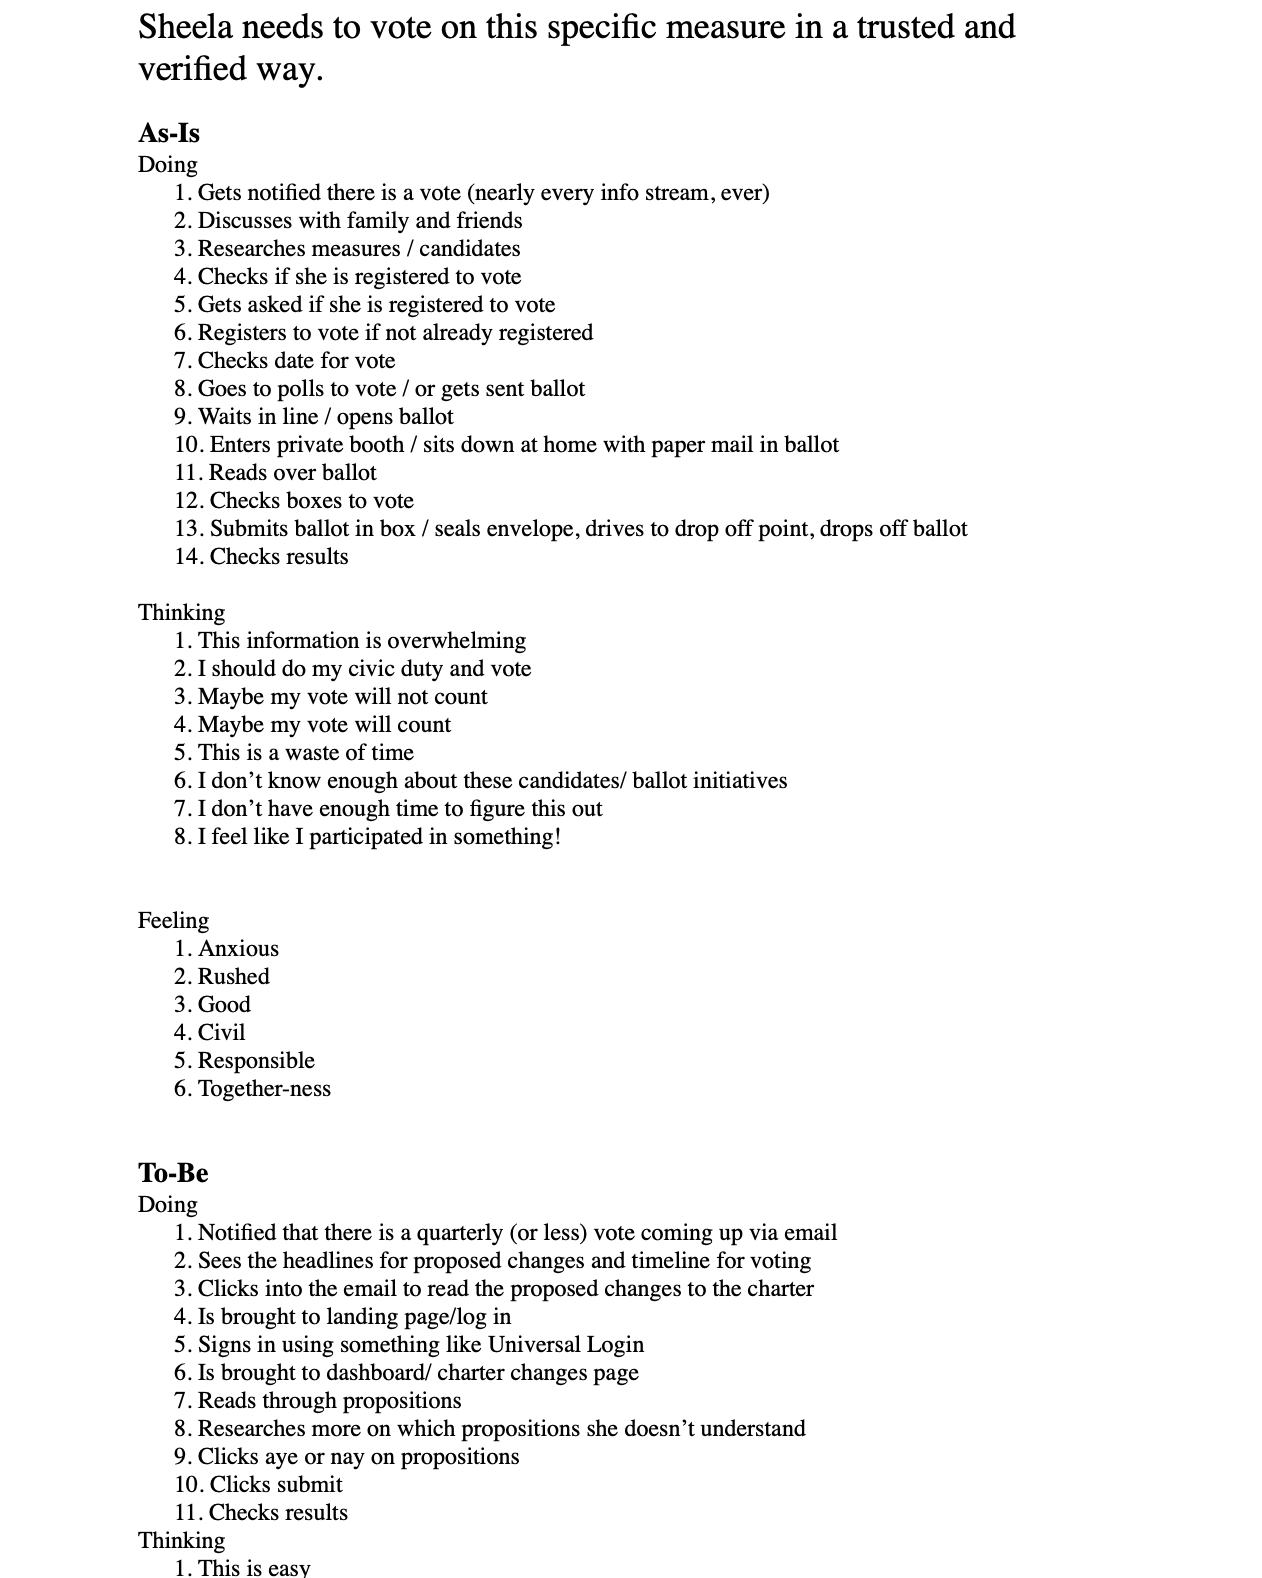 Sheela needs to vote on this specific measure in a trusted and
verified way.
As-Is
Doing
1. Gets notified there is a vote (nearly every info stream, ever)
2. Discusses with family and friends
3. Researches measures / candidates
4. Checks if she is registered to vote
5. Gets asked if she is registered to vote
6. Registers to vote if not already registered
7. Checks date for vote
8. Goes to polls to vote / or gets sent ballot
9. Waits in line / opens ballot
10. Enters private booth / sits down at home with paper mail in ballot
11. Reads over ballot
12. Checks boxes to vote
13. Submits ballot in box / seals envelope, drives to drop off point, drops off ballot
14. Checks results
Thinking
1. This information is overwhelming
2. I should do my civic duty and vote
3. Maybe my vote will not count
4. Maybe my vote will count
5. This is a waste of time
6. I don’t know enough about these candidates/ ballot initiatives
7. I don’t have enough time to figure this out
8. I feel like I participated in something!
Feeling
1. Anxious
2. Rushed
3. Good
4. Civil
5. Responsible
6. Together-ness
To-Be
Doing
1. Notified that there is a quarterly (or less) vote coming up via email
2. Sees the headlines for proposed changes and timeline for voting
3. Clicks into the email to read the proposed changes to the charter
4. Is brought to landing page/log in
5. Signs in using something like Universal Login
6. Is brought to dashboard/ charter changes page
7. Reads through propositions
8. Researches more on which propositions she doesn’t understand
9. Clicks aye or nay on propositions
10. Clicks submit
11. Checks results
Thinking
1. This is easy